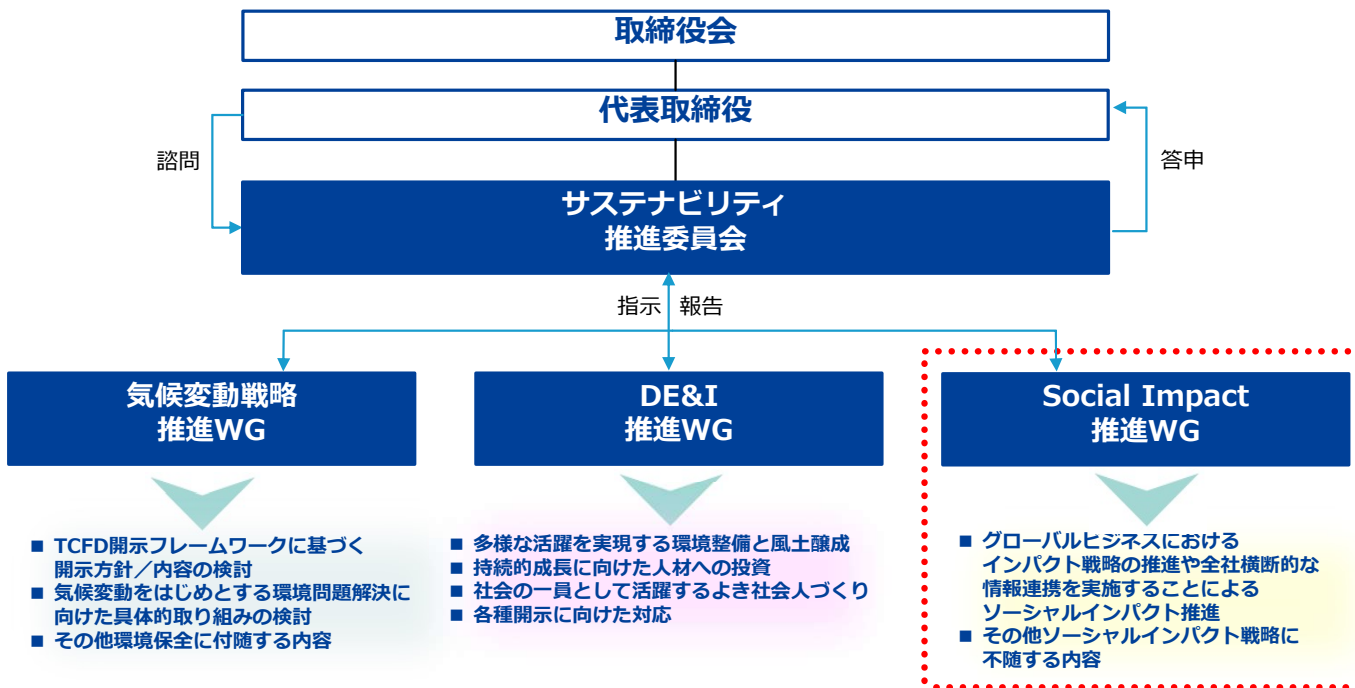 取締役会
代表取締役
諮問
答申
サステナビリティ
推進委員会
指示
報告
気候変動戦略
推進WG
DE&I
推進WG
Social Impact
推進WG
■ TCFD開示フレームワークに基づく
開示方針／内容の検討
■ 気候変動をはじめとする環境問題解決に
向けた具体的取り組みの検討
■ その他環境保全に付随する内容
■ 多様な活躍を実現する環境整備と風土醸成
■ 持続的成長に向けた人材への投資
■ 社会の一員として活躍するよき社会人づくり
■ 各種開示に向けた対応
■ グローバルビジネスにおける
インパクト戦略の推進や全社横断的な
情報連携を実施することによる
ソーシャルインパクト推進
■ その他ソーシャルインパクト戦略に
不随する内容